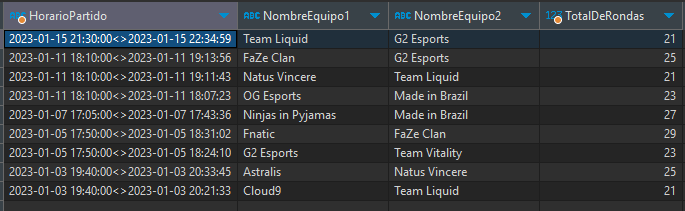 ABC HorarioPartido ABC NombreEquipo1 ABC NombreEquipo2 123 TotalDeRondas
2023-01-15 21:30:00<>2023-01-15 22:34:59 Team Liquid G2 Esports 21
2023-01-11 18:10:00<>2023-01-11 19:13:56 FaZe Clan G2 Esports 25
2023-01-11 18:10:00<>2023-01-11 19:11:43 Natus Vincere Team Liquid 21
2023-01-11 18:10:00<>2023-01-11 18:07:23 OG Esports Made in Brazil 23
2023-01-07 17:05:00<>2023-01-07 17:43:36 Ninjas in Pyjamas Made in Brazil 27
2023-01-05 17:50:00<>2023-01-05 18:31:02 Fnatic FaZe Clan 29
2023-01-05 17:50:00<>2023-01-05 18:24:10 G2 Esports Team Vitality 23
2023-01-03 19:40:00<>2023-01-03 20:33:45 Astralis Natus Vincere 25
2023-01-03 19:40:00<>2023-01-03 20:21:33 Cloud9 Team Liquid 21